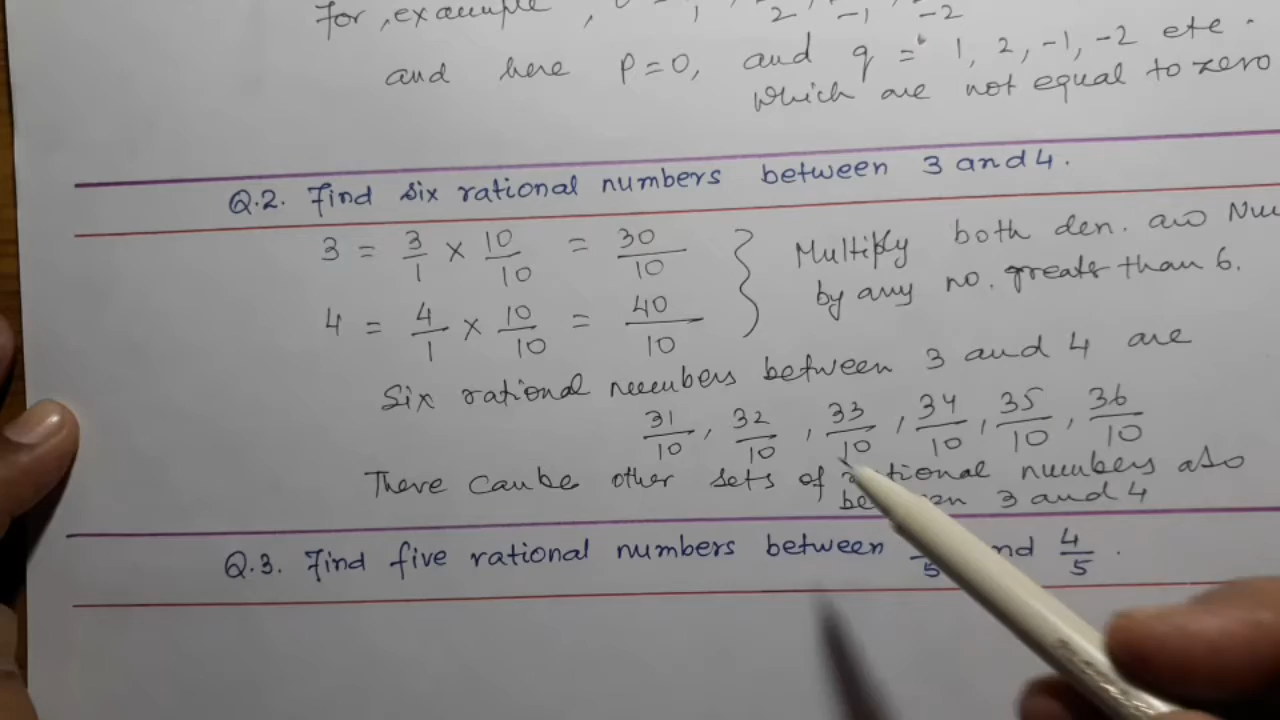 For, example,
2 -1 -2
and here P=0, and q = 1, 2, -1, -2 etc.
which are not equal to zero
Q.2. Find six rational numbers between 3 and 4.
3 = 3/1 × 10/10 = 30/10 } Multiply both den. and Nu
4 = 4/1 × 10/10 = 40/10 by any no. greater than 6.
Six rational numbers between 3 and 4 are
31/10, 32/10, 33/10, 34/10, 35/10, 36/10
There can be other sets of rational numbers also
between 3 and 4
Q.3. Find five rational numbers between /5 and 4/5.